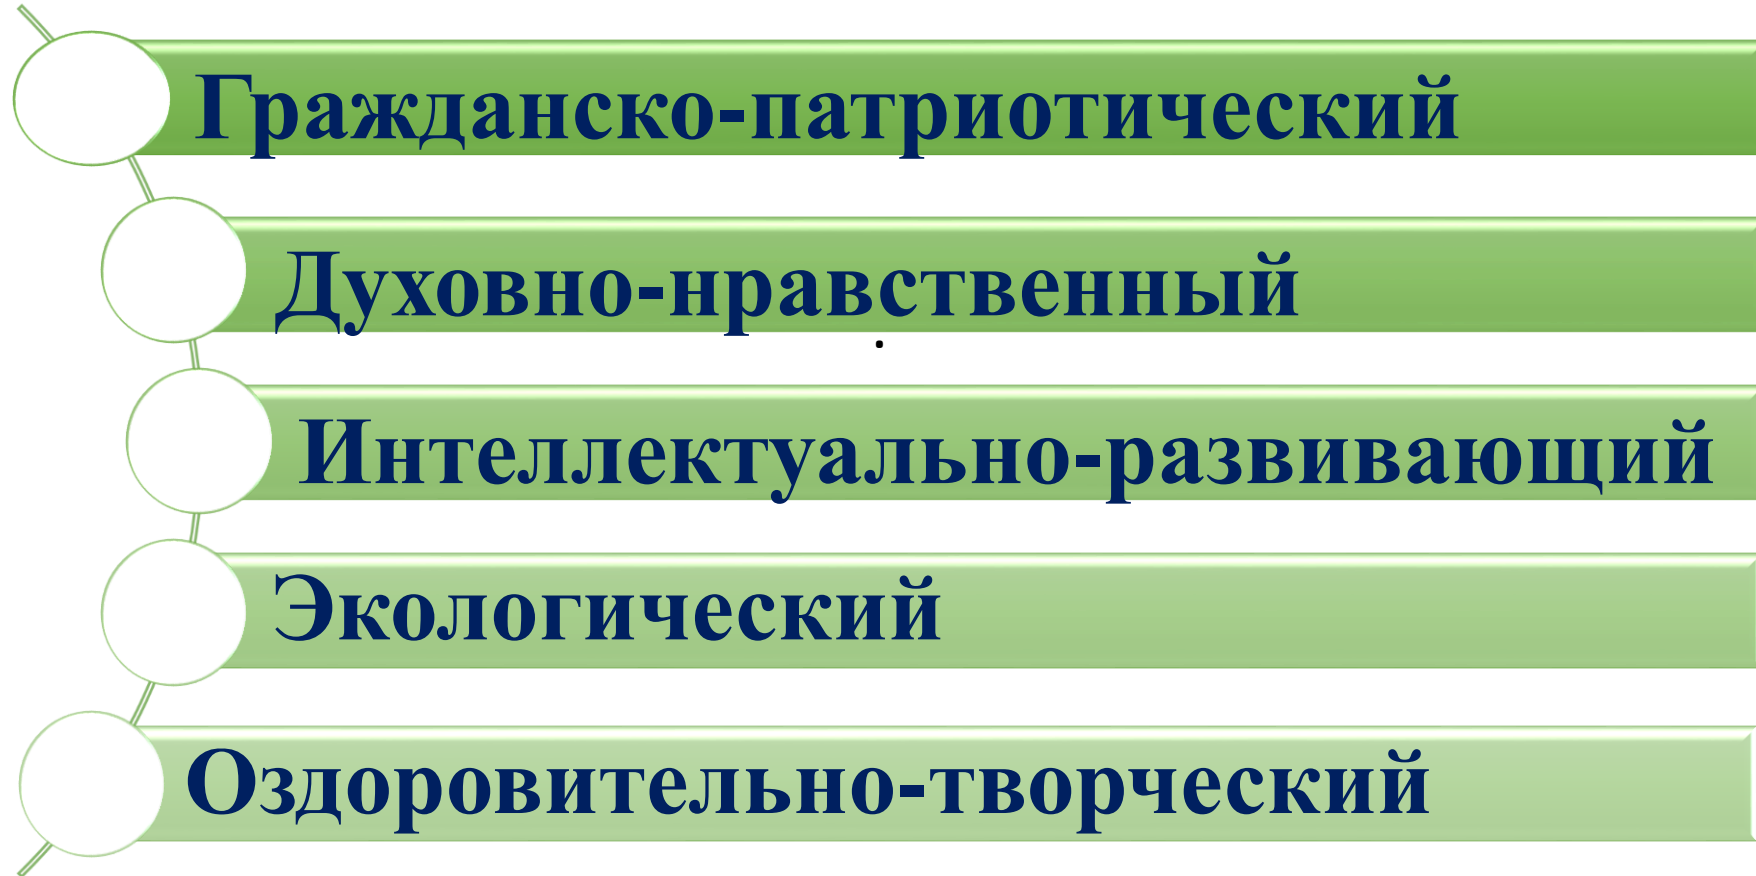 Гражданско-патриотический
Духовно-нравственный
.
Интеллектуально-развивающий
Экологический
Оздоровительно-творческий